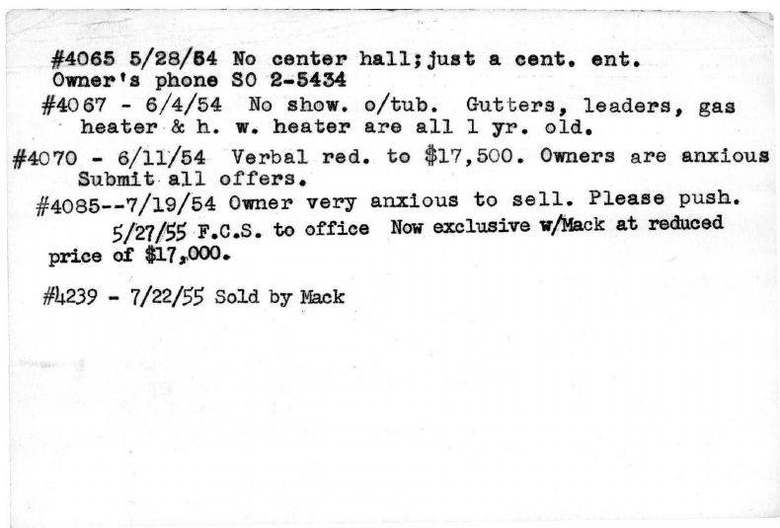 #4065 5/28/54 No center hall;just a cent. ent.
Owner's phone SO 2-5434
#4067 - 6/4/54 No show. o/tub. Gutters, leaders, gas
heater & h. w. heater are all 1 yr. old.
#4070 - 6/11/54 Verbal red. to $17,500. Owners are anxious
Submit all offers.
#4085--7/19/54 Owner very anxious to sell. Please push.
5/27/55 F.C.S. to office Now exclusive w/Mack at reduced
price of $17,000.
#4239 - 7/22/55 Sold by Mack